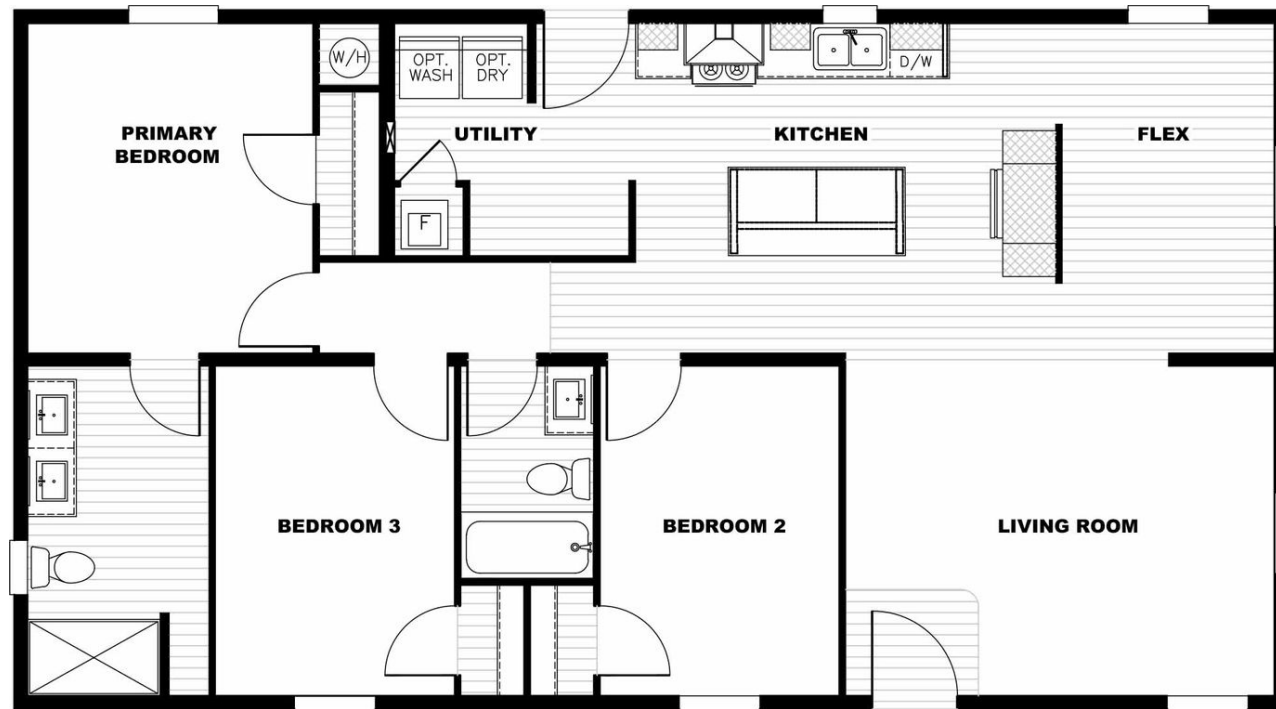 W/H
OPT.
WASH
OPT.
DRY
D/W
PRIMARY
BEDROOM
UTILITY
KITCHEN
FLEX
F
BEDROOM 3
BEDROOM 2
LIVING ROOM